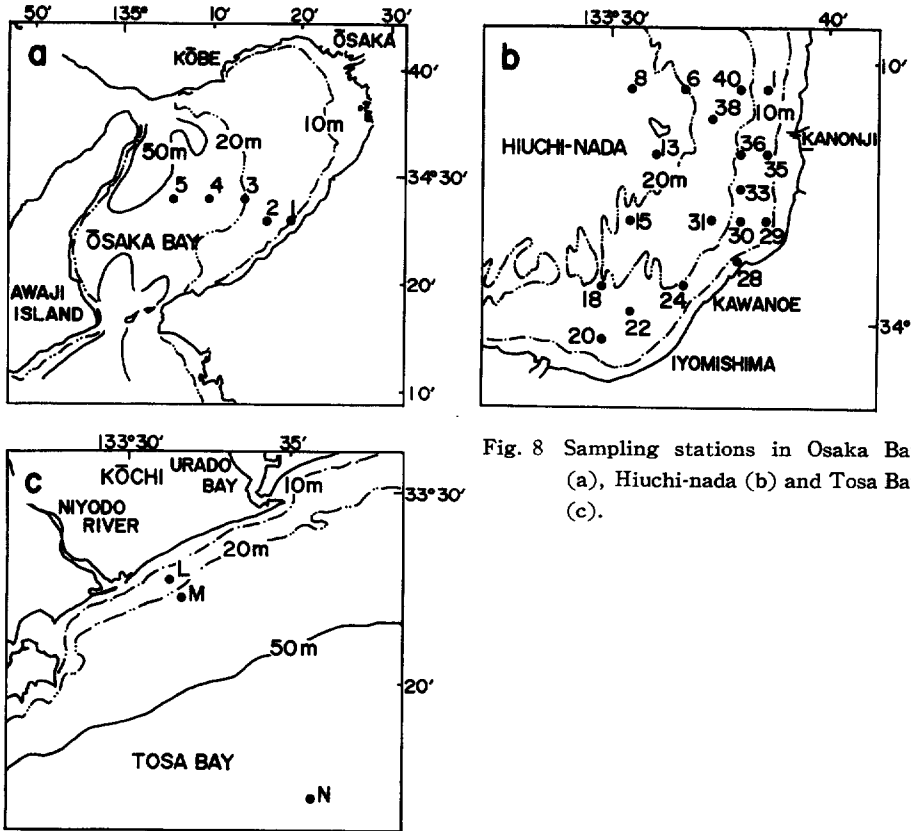 50′ 135° 10′ 20′ 30′
a
KŌBE
ŌSAKA
40′
10m
20m
50m
5 4 3 2 1
34°30′
ŌSAKA BAY
20′
AWAJI
ISLAND
10′
133°30′ 40′
b
10′
8 6 40 1
38
10m
KANONJI
HIUCHI-NADA
13
36
35
20m
33
15 31 30 29
28
18 24
KAWANOE
22
20
34°
IYOMISHIMA
133°30′ 35′
c
KŌCHI
URADO
BAY
10m
33°30′
NIYODO
RIVER
20m
L
M
50m
20′
TOSA BAY
N
Fig. 8 Sampling stations in Osaka Ba
(a), Hiuchi-nada (b) and Tosa Ba
(c).